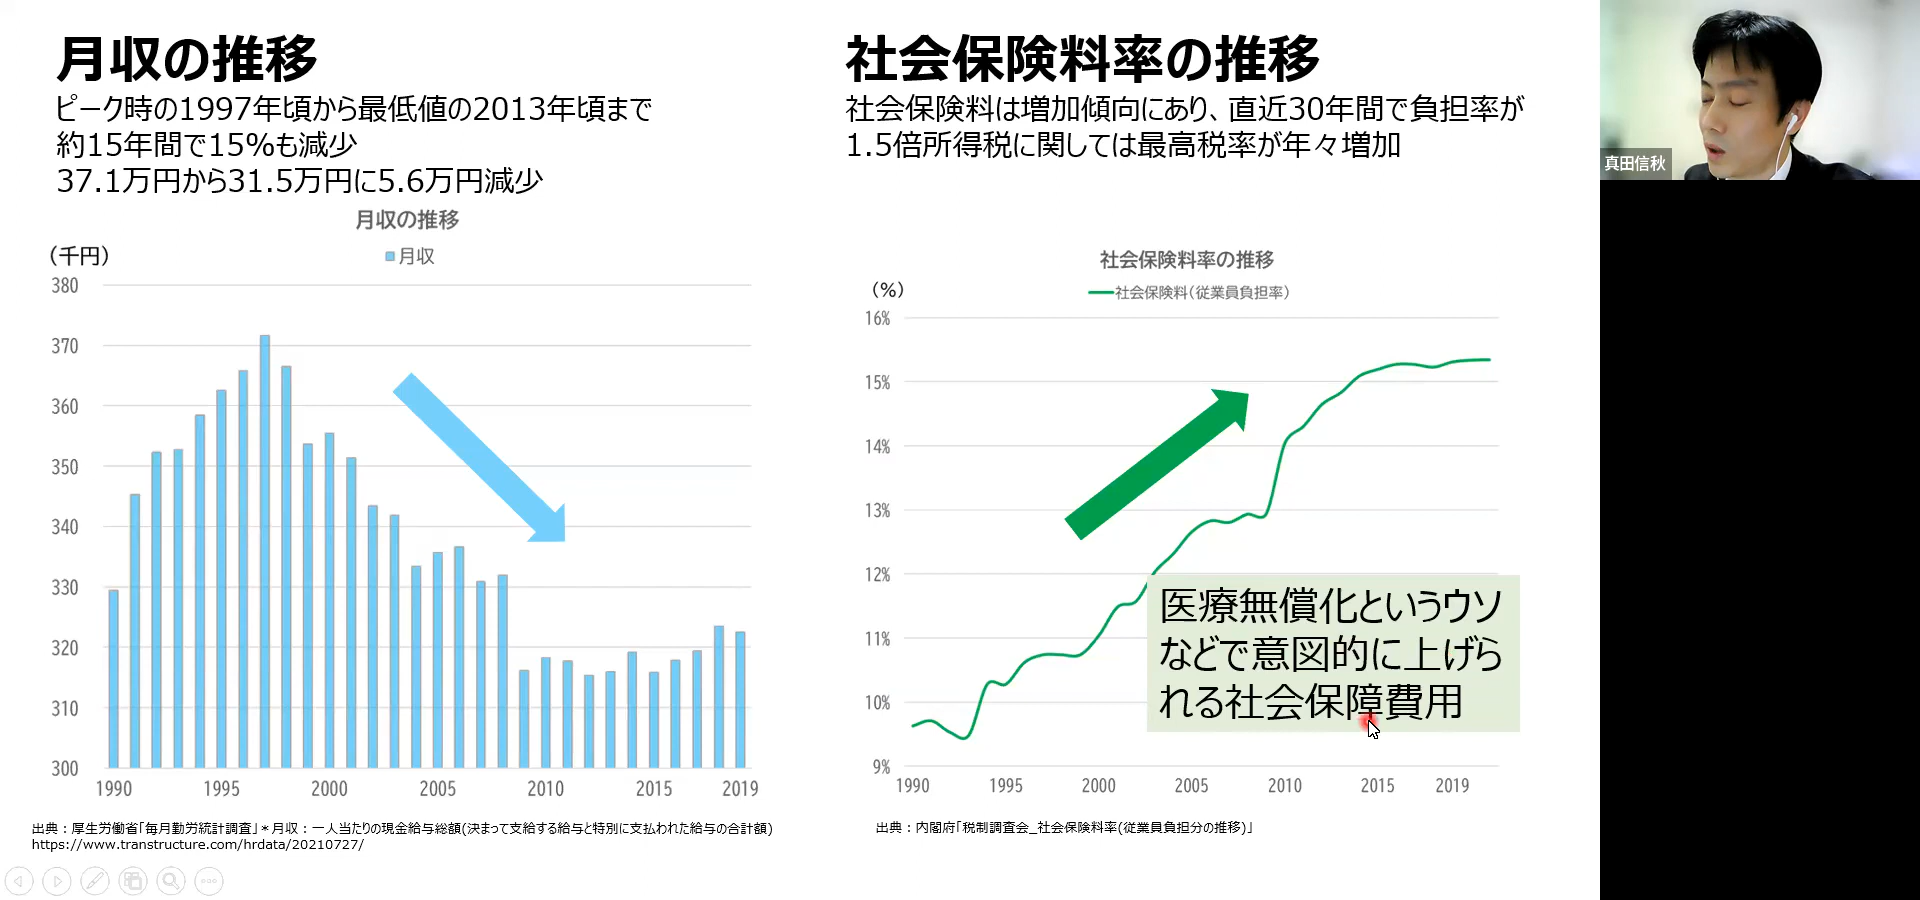 月収の推移
ピーク時の1997年頃から最低値の2013年頃まで
約15年間で15%も減少
37.1万円から31.5万円に5.6万円減少
月収の推移
（千円）
月収
380
370
360
350
340
330
320
310
300
1990 1995 2000 2005 2010 2015 2019
出典：厚生労働省「毎月勤労統計調査」＊月収：一人当たりの現金給与総額(決まって支給する給与と特別に支払われた給与の合計額)
https://www.transtructure.com/hrdata/20210727/
社会保険料率の推移
社会保険料は増加傾向にあり、直近30年間で負担率が
1.5倍所得税に関しては最高税率が年々増加
社会保険料率の推移
（%）
社会保険料（従業員負担率）
16%
15%
14%
13%
12%
11%
10%
9%
1990 1995 2000 2005 2010 2015 2019
医療無償化というウソ
などで意図的に上げら
れる社会保障費用
出典：内閣府「税制調査会_社会保険料率(従業員負担分の推移)」
真田信秋